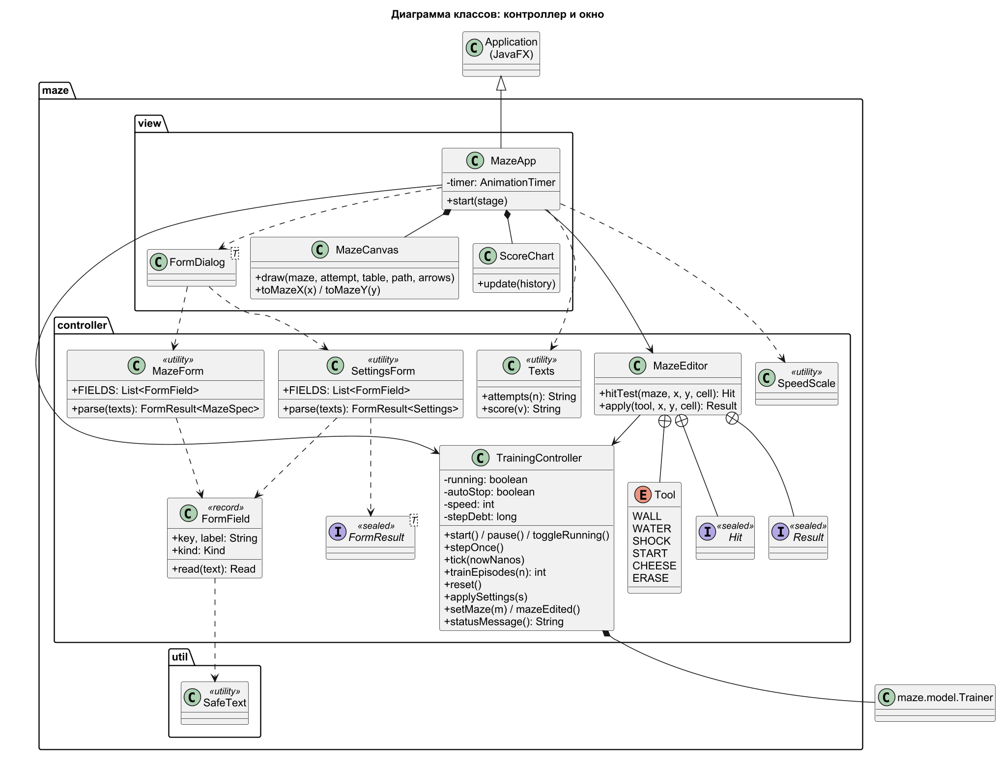 Диаграмма классов: контроллер и окно
C Application
(JavaFX)
maze
view
C MazeApp
-timer: AnimationTimer
+start(stage)
C FormDialog T
C MazeCanvas
+draw(maze, attempt, table, path, arrows)
+toMazeX(x) / toMazeY(y)
C ScoreChart
+update(history)
controller
C «utility»
MazeForm
+FIELDS: List<FormField>
+parse(texts): FormResult<MazeSpec>
C «utility»
SettingsForm
+FIELDS: List<FormField>
+parse(texts): FormResult<Settings>
C «utility»
Texts
+attempts(n): String
+score(v): String
C MazeEditor
+hitTest(maze, x, y, cell): Hit
+apply(tool, x, y, cell): Result
C «utility»
SpeedScale
C «record»
FormField
+key, label: String
+kind: Kind
+read(text): Read
I «sealed» T
FormResult
C TrainingController
-running: boolean
-autoStop: boolean
-speed: int
-stepDebt: long
+start() / pause() / toggleRunning()
+stepOnce()
+tick(nowNanos)
+trainEpisodes(n): int
+reset()
+applySettings(s)
+setMaze(m) / mazeEdited()
+statusMessage(): String
E Tool
WALL
WATER
SHOCK
START
CHEESE
ERASE
I «sealed»
Hit
I «sealed»
Result
util
C «utility»
SafeText
C maze.model.Trainer